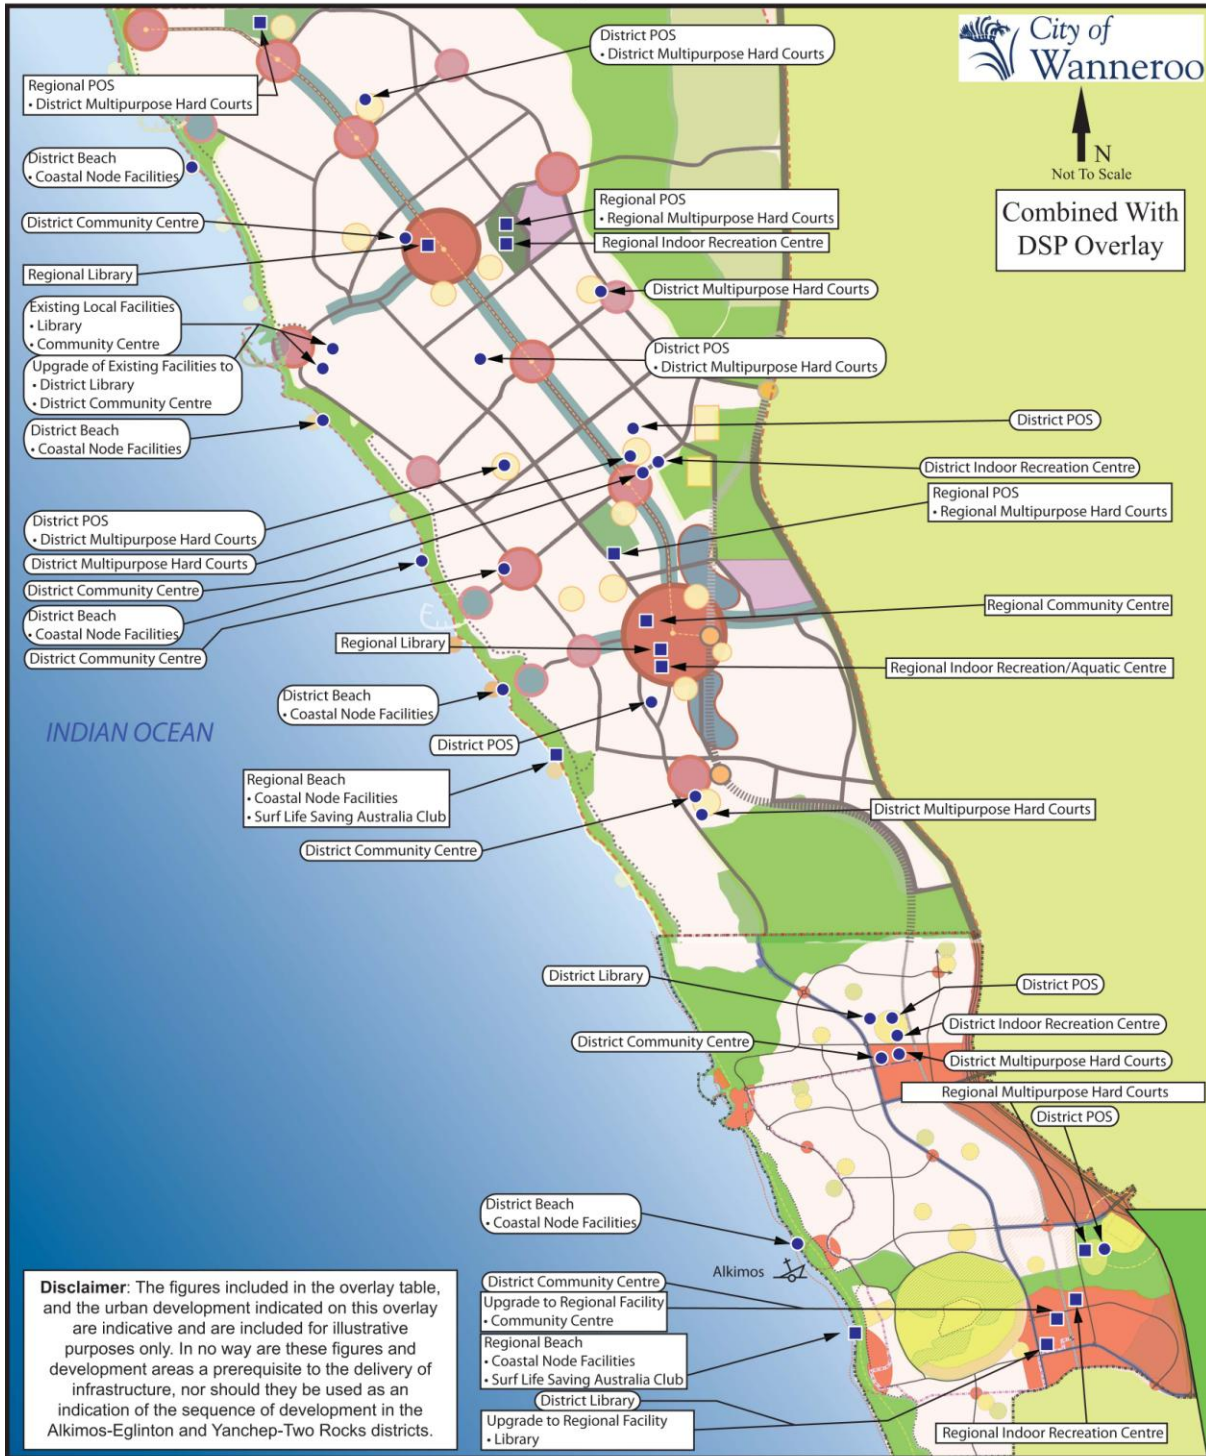 City of
Wanneroo
N
Not To Scale
Combined With
DSP Overlay
District POS
• District Multipurpose Hard Courts
Regional POS
• District Multipurpose Hard Courts
District Beach
• Coastal Node Facilities
District Community Centre
Regional Library
Regional POS
• Regional Multipurpose Hard Courts
Regional Indoor Recreation Centre
Existing Local Facilities
• Library
• Community Centre
Upgrade of Existing Facilities to
• District Library
• District Community Centre
District Multipurpose Hard Courts
District POS
• District Multipurpose Hard Courts
District Beach
• Coastal Node Facilities
District POS
District Indoor Recreation Centre
Regional POS
• Regional Multipurpose Hard Courts
District POS
• District Multipurpose Hard Courts
District Multipurpose Hard Courts
District Community Centre
District Beach
• Coastal Node Facilities
District Community Centre
Regional Community Centre
Regional Library
Regional Indoor Recreation/Aquatic Centre
District Beach
• Coastal Node Facilities
INDIAN OCEAN
District POS
Regional Beach
• Coastal Node Facilities
• Surf Life Saving Australia Club
District Multipurpose Hard Courts
District Community Centre
District Library
District POS
District Indoor Recreation Centre
District Community Centre
District Multipurpose Hard Courts
Regional Multipurpose Hard Courts
District POS
District Beach
• Coastal Node Facilities
Alkimos
District Community Centre
Upgrade to Regional Facility
• Community Centre
Regional Beach
• Coastal Node Facilities
• Surf Life Saving Australia Club
District Library
Upgrade to Regional Facility
• Library
Regional Indoor Recreation Centre
Disclaimer: The figures included in the overlay table,
and the urban development indicated on this overlay
are indicative and are included for illustrative
purposes only. In no way are these figures and
development areas a prerequisite to the delivery of
infrastructure, nor should they be used as an
indication of the sequence of development in the
Alkimos-Eglinton and Yanchep-Two Rocks districts.